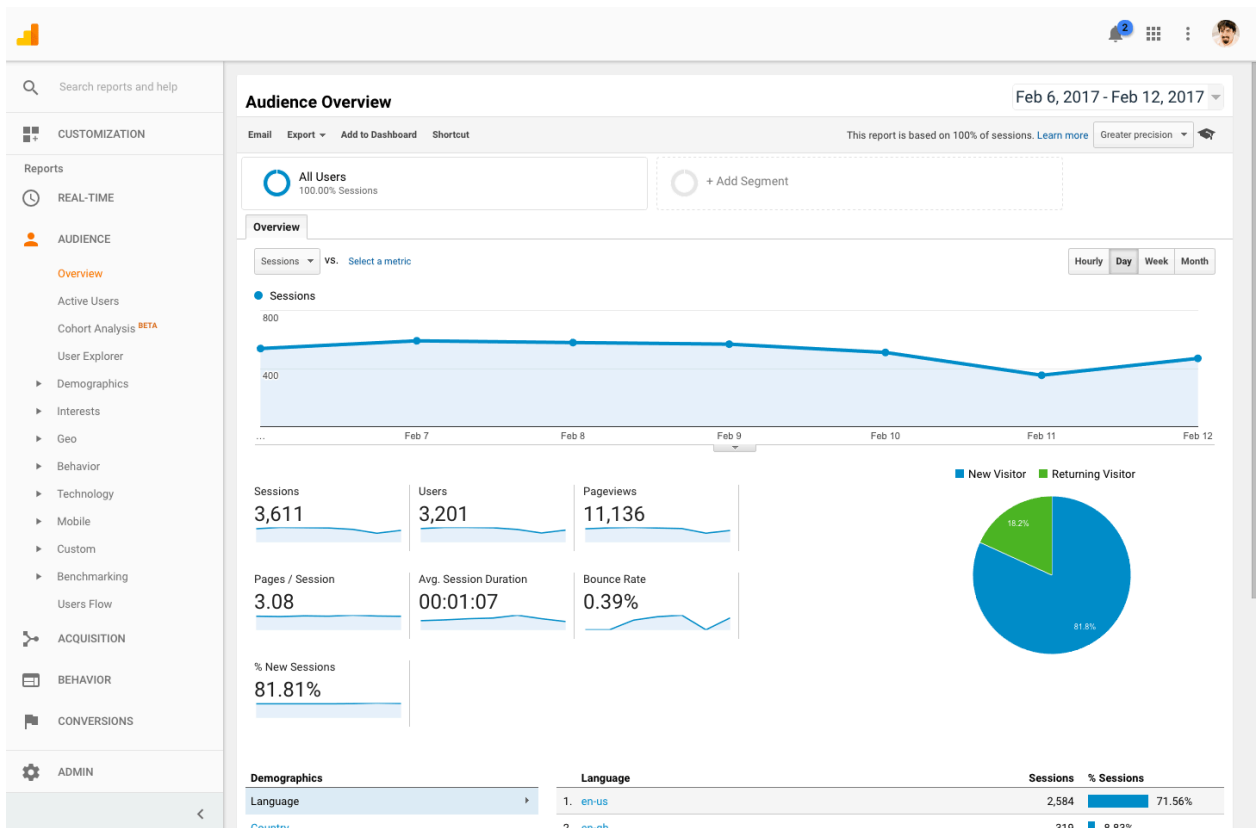 2
Search reports and help
CUSTOMIZATION
Reports
REAL-TIME
AUDIENCE
Overview
Active Users
Cohort Analysis BETA
User Explorer
Demographics
Interests
Geo
Behavior
Technology
Mobile
Custom
Benchmarking
Users Flow
ACQUISITION
BEHAVIOR
CONVERSIONS
ADMIN
Audience Overview
Feb 6, 2017 - Feb 12, 2017
Email Export Add to Dashboard Shortcut
This report is based on 100% of sessions. Learn more Greater precision
All Users
100.00% Sessions
+ Add Segment
Overview
Sessions VS. Select a metric
Hourly Day Week Month
Sessions
800
400
... Feb 7 Feb 8 Feb 9 Feb 10 Feb 11 Feb 12
New Visitor Returning Visitor
18.2%
81.8%
Sessions Users Pageviews
3,611 3,201 11,136
Pages / Session Avg. Session Duration Bounce Rate
3.08 00:01:07 0.39%
% New Sessions
81.81%
Demographics Language Sessions % Sessions
Language 1. en-us 2,584 71.56%
Country 2. en-gb 319 8.83%